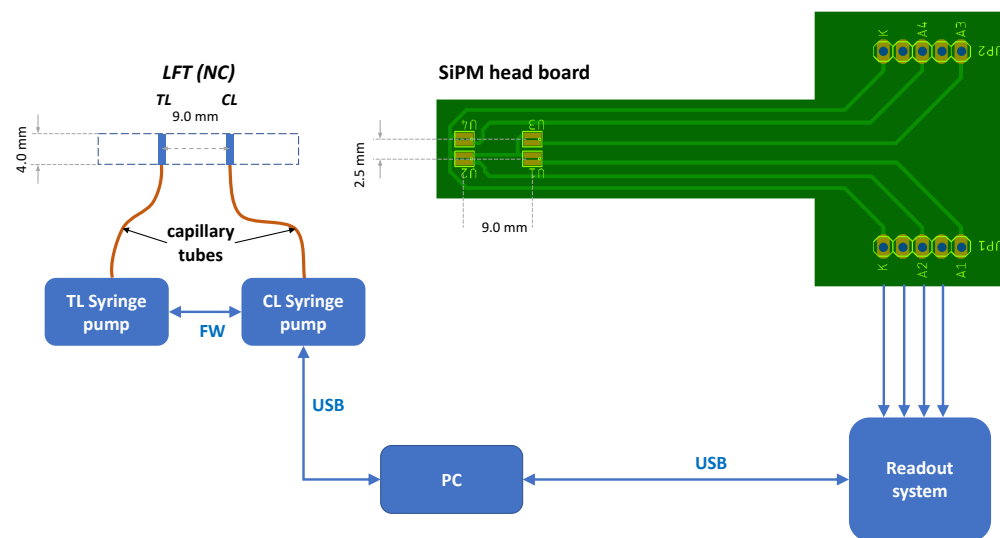 LFT (NC)
TL
CL
9.0 mm
4.0 mm
capillary
tubes
TL Syringe
pump
CL Syringe
pump
FW
USB
PC
USB
Readout
system
SiPM head board
2.5 mm
9.0 mm
U4
U3
U2
U1
K
A4
A3
JP2
K
A2
A1
JP1